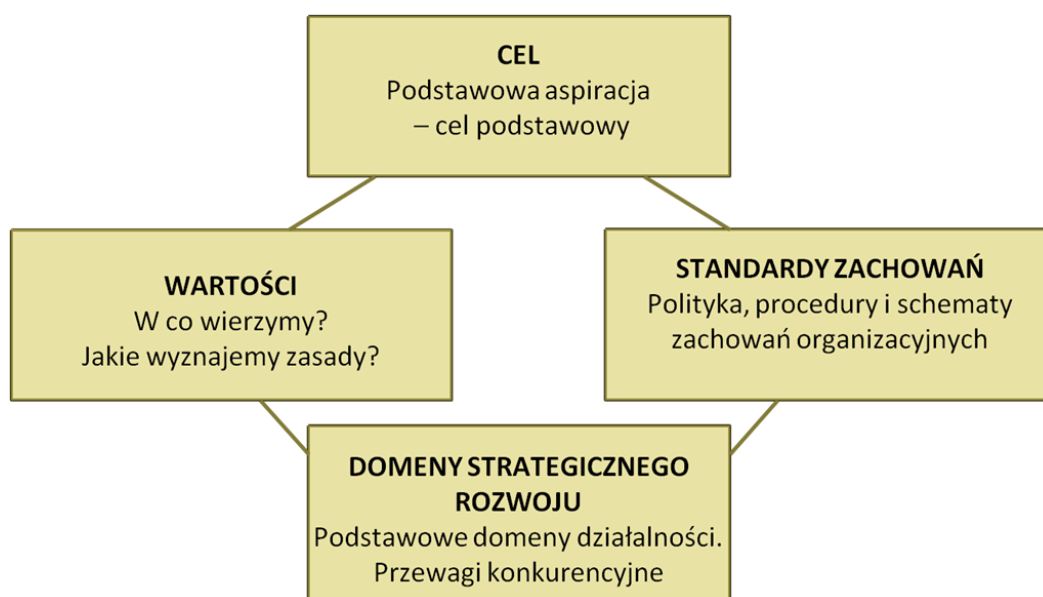 CEL
Podstawowa aspiracja
– cel podstawowy
WARTOŚCI
W co wierzymy?
Jakie wyznajemy zasady?
STANDARDY ZACHOWAŃ
Polityka, procedury i schematy
zachowań organizacyjnych
DOMENY STRATEGICZNEGO
ROZWOJU
Podstawowe domeny działalności.
Przewagi konkurencyjne